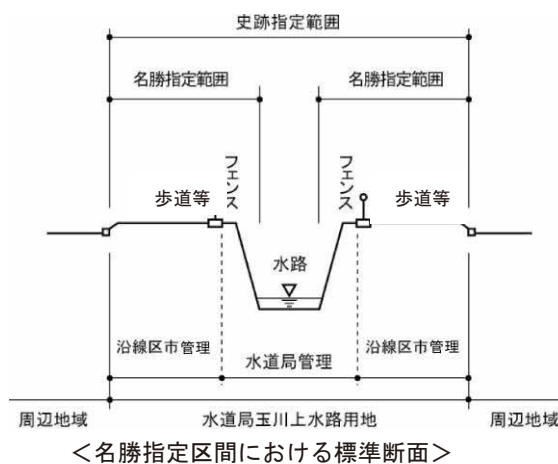 史跡指定範囲
名勝指定範囲 名勝指定範囲
フェンス フェンス
歩道等 歩道等
水路
沿線区市管理 水道局管理 沿線区市管理
周辺地域 水道局玉川上水路用地 周辺地域
＜名勝指定区間における標準断面＞